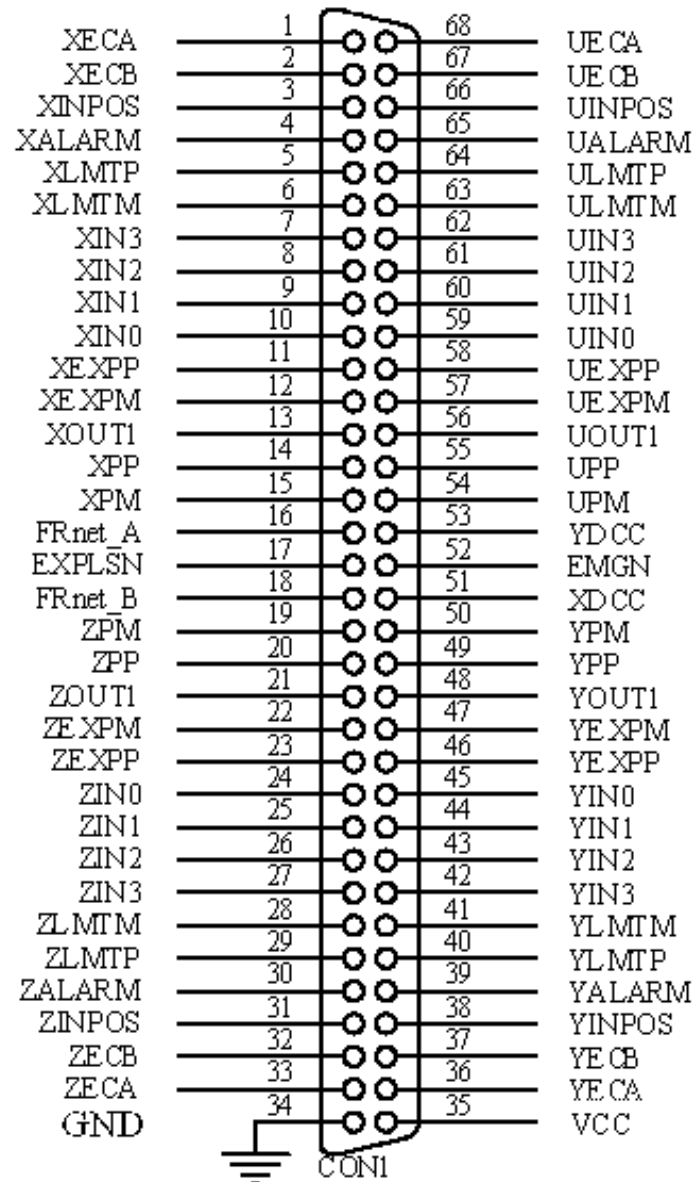 XECA 1 68 UECA
XECB 2 67 UECB
XINPOS 3 66 UINPOS
XALARM 4 65 UALARM
XLMTP 5 64 ULMTP
XLMTM 6 63 ULMTM
XIN3 7 62 UIN3
XIN2 8 61 UIN2
XIN1 9 60 UIN1
XIN0 10 59 UIN0
XEXPP 11 58 UEXPP
XEXPM 12 57 UEXPM
XOUT1 13 56 UOUT1
XPP 14 55 UPP
XPM 15 54 UPM
FRnet_A 16 53 YDCC
EXPLSN 17 52 EMGN
FRnet_B 18 51 XDCC
ZPM 19 50 YPM
ZPP 20 49 YPP
ZOUT1 21 48 YOUT1
ZEXPM 22 47 YEXPM
ZEXPP 23 46 YEXPP
ZIN0 24 45 YIN0
ZIN1 25 44 YIN1
ZIN2 26 43 YIN2
ZIN3 27 42 YIN3
ZLMTM 28 41 YLMTM
ZLMTP 29 40 YLMTP
ZALARM 30 39 YALARM
ZINPOS 31 38 YINPOS
ZECB 32 37 YECB
ZECA 33 36 YECA
GND 34 35 VCC
CON1